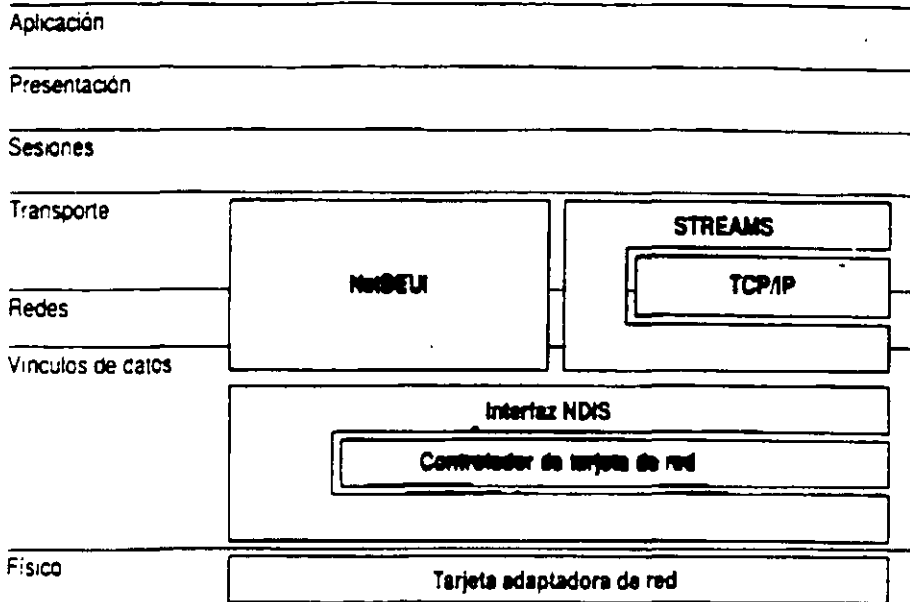 Aplicación
Presentación
Sesiones
Transporte
STREAMS
NetBEUI
TCP/IP
Redes
Vínculos de datos
Interfaz NDIS
Controlador de tarjeta de red
Físico
Tarjeta adaptadora de red